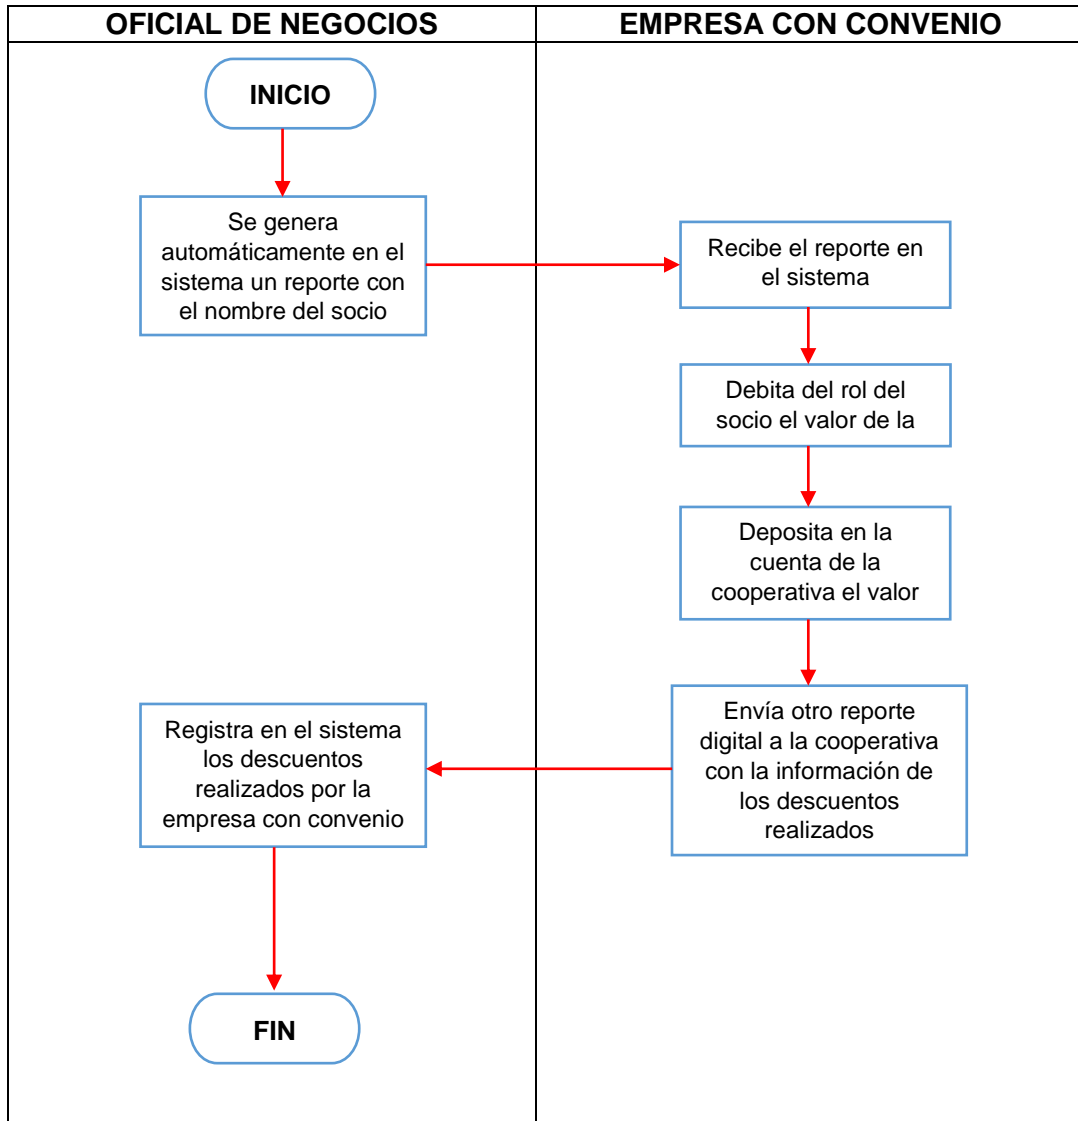 OFICIAL DE NEGOCIOS
EMPRESA CON CONVENIO
INICIO
Se genera
automáticamente en el
sistema un reporte con
el nombre del socio
Recibe el reporte en
el sistema
Debita del rol del
socio el valor de la
Deposita en la
cuenta de la
cooperativa el valor
Envía otro reporte
digital a la cooperativa
con la información de
los descuentos
realizados
Registra en el sistema
los descuentos
realizados por la
empresa con convenio
FIN